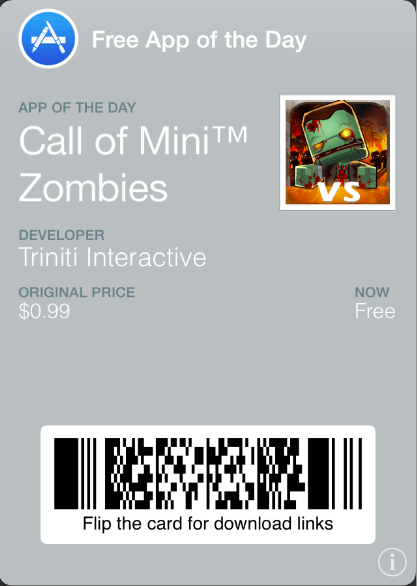 Free App of the Day
APP OF THE DAY
Call of Mini™
Zombies
VS
DEVELOPER
Triniti Interactive
ORIGINAL PRICE
$0.99
NOW
Free
Flip the card for download links
i